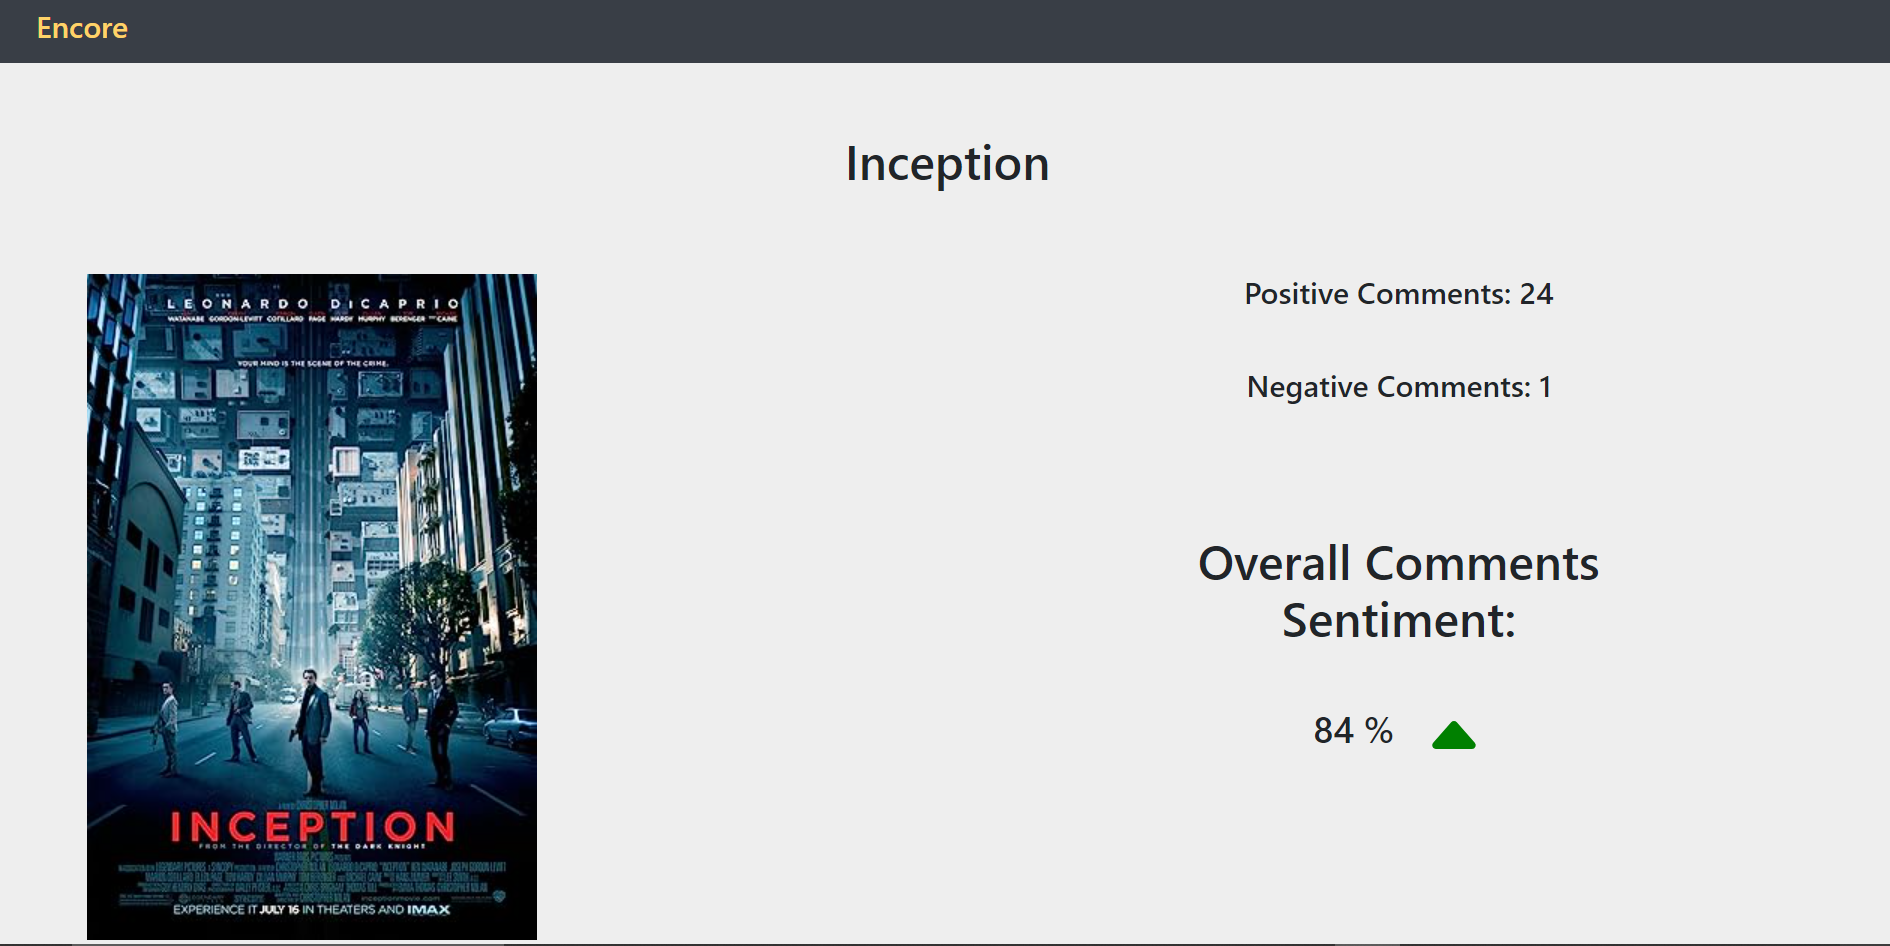 Encore
Inception
LEONARDO DiCAPRIO
WATANABE GORDON-LEVITT COTILLARD PAGE HARDY MURPHY BERENGER CAINE
YOUR MIND IS THE SCENE OF THE CRIME.
INCEPTION
FROM THE DIRECTOR OF THE DARK KNIGHT
EXPERIENCE IT JULY 16 IN THEATERS AND IMAX
Positive Comments: 24
Negative Comments: 1
Overall Comments
Sentiment:
84 %